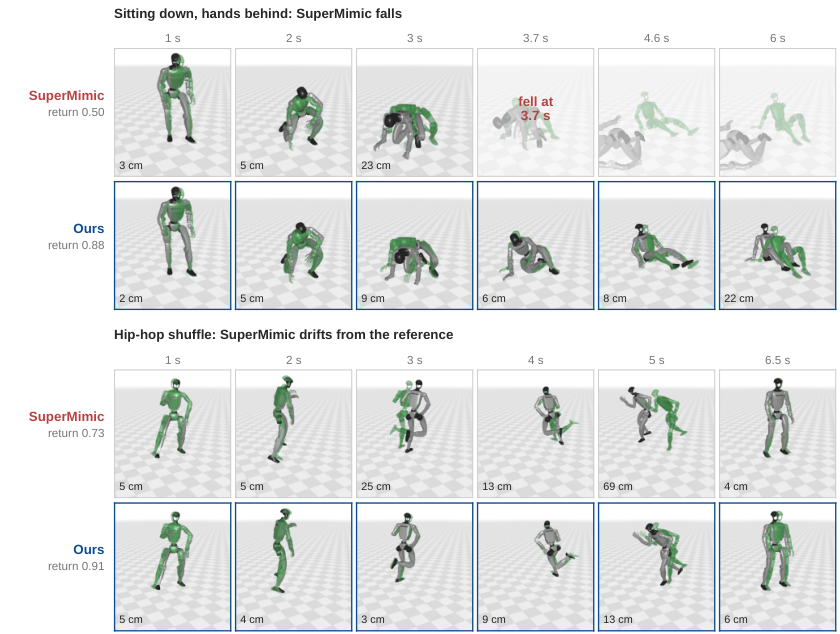 Sitting down, hands behind: SuperMimic falls
1 s 2 s 3 s 3.7 s 4.6 s 6 s
SuperMimic
return 0.50
fell at
3.7 s
3 cm 5 cm 23 cm
Ours
return 0.88
2 cm 5 cm 9 cm 6 cm 8 cm 22 cm
Hip-hop shuffle: SuperMimic drifts from the reference
1 s 2 s 3 s 4 s 5 s 6.5 s
SuperMimic
return 0.73
5 cm 5 cm 25 cm 13 cm 69 cm 4 cm
Ours
return 0.91
5 cm 4 cm 3 cm 9 cm 13 cm 6 cm